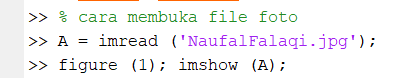 >> % cara membuka file foto
>> A = imread ('NaufalFalaqi.jpg');
>> figure (1); imshow (A);